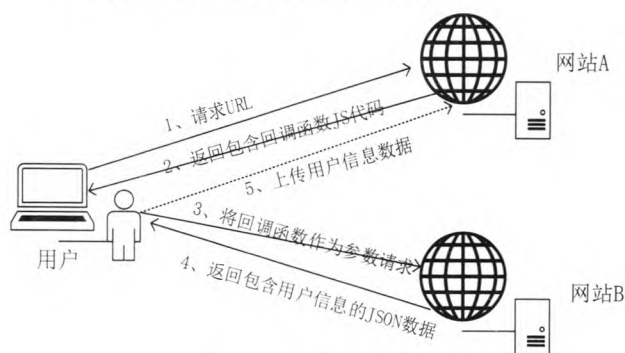 网站A
1、请求URL
2、返回包含回调函数JS代码
5、上传用户信息数据
3、将回调函数作为参数请求
用户
4、返回包含用户信息的JSON数据
网站B